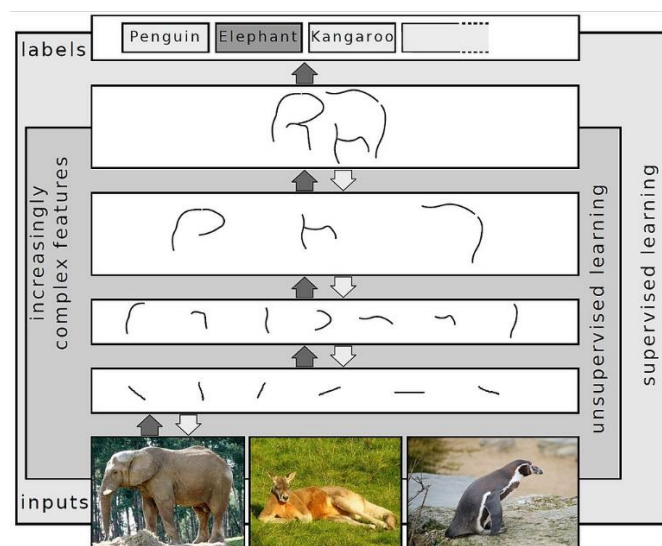 labels
Penguin
Elephant
Kangaroo
increasingly
complex features
unsupervised learning
supervised learning
inputs